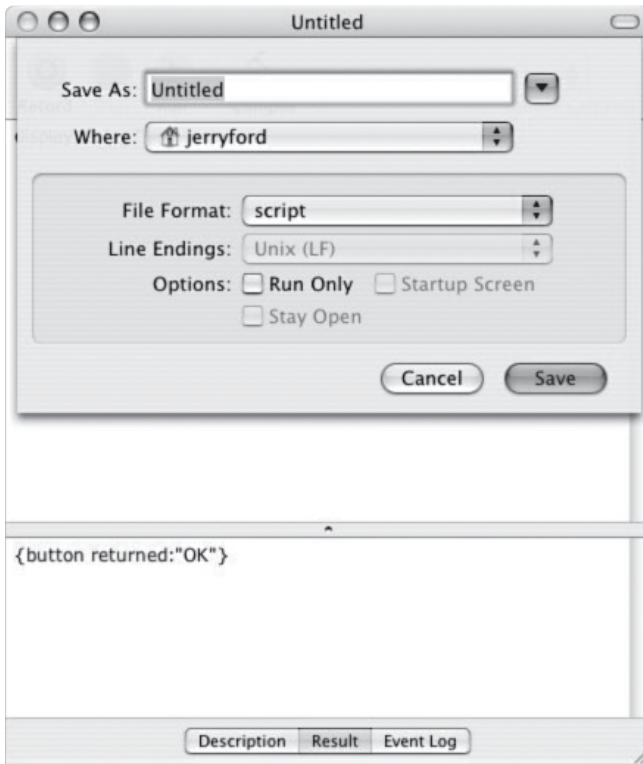 Untitled
Save As: Untitled
Where: jerryford
File Format: script
Line Endings: Unix (LF)
Options: Run Only Startup Screen
Stay Open
Cancel Save
{button returned:"OK"}
Description Result Event Log